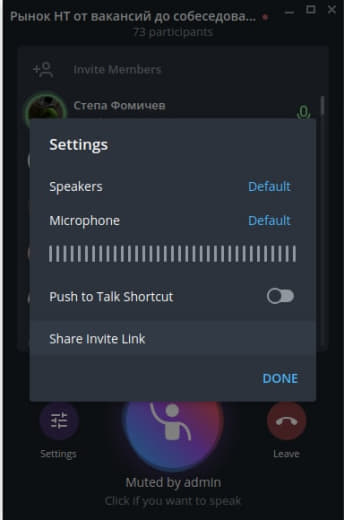 Рынок НТ от вакансий до собеседова...
73 participants
Invite Members
Степа Фомичев
Settings
Speakers Default
Microphone Default
Push to Talk Shortcut
Share Invite Link
DONE
Settings Leave
Muted by admin
Click if you want to speak